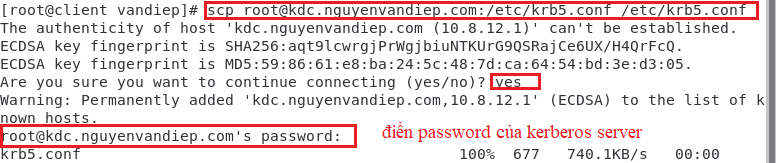 [root@client vandiep]# scp root@kdc.nguyenvandiep.com:/etc/krb5.conf /etc/krb5.conf
The authenticity of host 'kdc.nguyenvandiep.com (10.8.12.1)' can't be established.
ECDSA key fingerprint is SHA256:aqt9lcwrgjPrWgjbiuNTKUrG9QSRajCe6UX/H4QrFcQ.
ECDSA key fingerprint is MD5:59:86:61:e8:ba:24:5c:48:7d:ca:64:54:bd:3e:d3:05.
Are you sure you want to continue connecting (yes/no)? yes
Warning: Permanently added 'kdc.nguyenvandiep.com,10.8.12.1' (ECDSA) to the list of k
nown hosts.
root@kdc.nguyenvandiep.com's password: điền password của kerberos server
krb5.conf 100% 677 740.1KB/s 00:00